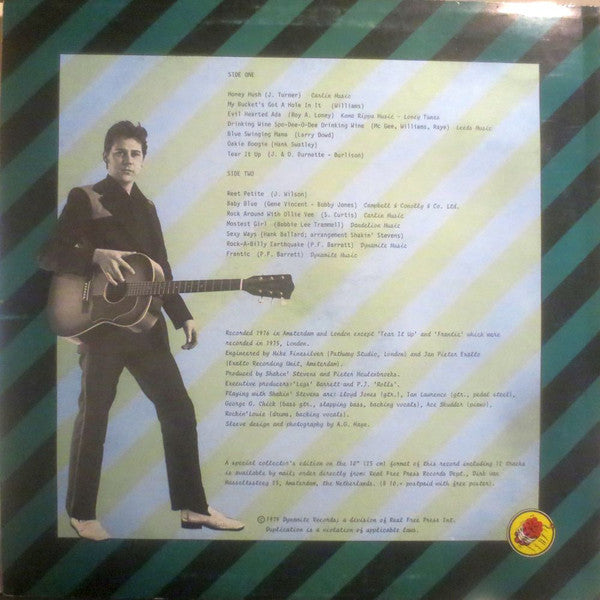 SIDE ONE
Honey Hush (J. Turner) Carlin Music
My Bucket's Got A Hole In It (Williams)
Evil Hearted Ada (Roy A. Loney) Kama Rippa Music - Loney Tunes
Drinking Wine Spo-Dee-O-Dee Drinking Wine (Mc Gee, Williams, Raye) Leeds Music
Blue Swinging Mama (Larry Dowd)
Oakie Boogie (Hank Swatley)
Tear It Up (J. & D. Burnette - Burlison)
SIDE TWO
Reet Petite (J. Wilson)
Baby Blue (Gene Vincent - Bobby Jones) Campbell & Conolly & Co. Ltd.
Rock Around With Ollie Vee (S. Curtis) Carlin Music
Mostest Girl (Bobbie Lee Trammell) Dandelion Music
Sexy Ways (Hank Ballard; arrangement Shakin' Stevens)
Rock-A-Billy Earthquake (P.F. Barrett) Dynamite Music
Frantic (P.F. Barrett) Dynamite Music
Recorded 1976 in Amsterdam and London except 'Tear It Up' and 'Frantic' which were
recorded in 1975, London.
Engineered by Mike Finesilver (Pathway Studio, London) and Jan Pieter Exalto
(Exalto Recording Unit, Amsterdam).
Produced by Shakin' Stevens and Pieter Meulenbroeks.
Executive producers: 'Legs' Barrett and P.J. 'Rolls'.
Playing with Shakin' Stevens are: Lloyd Jones (gtr.), Ian Lawrence (gtr., pedal steel),
George G. Chick (bass gtr., slapping bass, backing vocals), Ace Skudder (piano),
Rockin'Louie (drums, backing vocals).
Sleeve design and photography by A.G. Hape.
A special collector's edition on the 10" (25 cm) format of this record including 12 tracks
is available by mail; order directly from: Real Free Press Records Dept., Dirk van
Hasseltssteeg 25, Amsterdam, the Netherlands. ($ 10.- postpaid with free poster).
Dynamite Records; a division of Real Free Press Int.
Duplication is a violation of applicable laws.